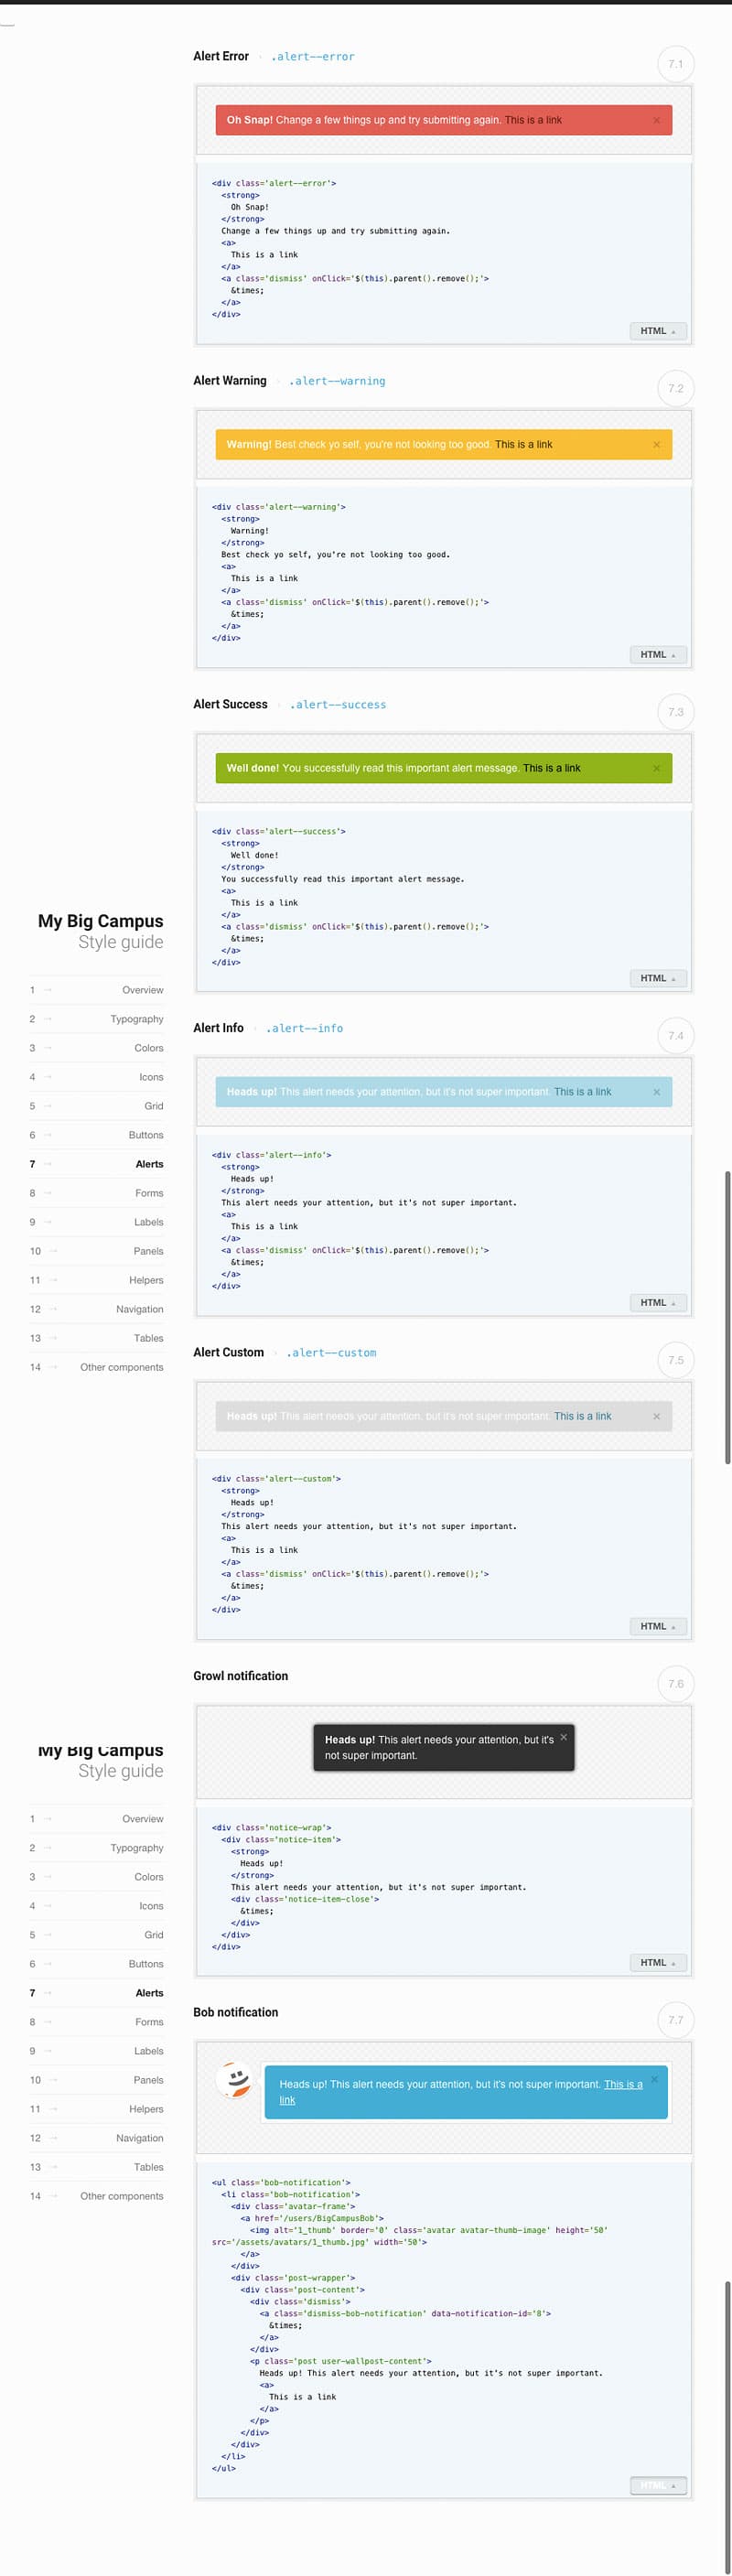 Alert Error › .alert--error
7.1
Oh Snap! Change a few things up and try submitting again. This is a link ×
<div class='alert--error'>
<strong>
Oh Snap!
</strong>
Change a few things up and try submitting again.
<a>
This is a link
</a>
<a class='dismiss' onClick='$(this).parent().remove();'>
&times;
</a>
</div>
HTML ▲
Alert Warning › .alert--warning
7.2
Warning! Best check yo self, you're not looking too good. This is a link ×
<div class='alert--warning'>
<strong>
Warning!
</strong>
Best check yo self, you're not looking too good.
<a>
This is a link
</a>
<a class='dismiss' onClick='$(this).parent().remove();'>
&times;
</a>
</div>
HTML ▲
Alert Success › .alert--success
7.3
Well done! You successfully read this important alert message. This is a link ×
<div class='alert--success'>
<strong>
Well done!
</strong>
You successfully read this important alert message.
<a>
This is a link
</a>
<a class='dismiss' onClick='$(this).parent().remove();'>
&times;
</a>
</div>
HTML ▲
My Big Campus
Style guide
1 → Overview
2 → Typography
3 → Colors
4 → Icons
5 → Grid
6 → Buttons
7 → Alerts
8 → Forms
9 → Labels
10 → Panels
11 → Helpers
12 → Navigation
13 → Tables
14 → Other components
Alert Info › .alert--info
7.4
Heads up! This alert needs your attention, but it's not super important. This is a link ×
<div class='alert--info'>
<strong>
Heads up!
</strong>
This alert needs your attention, but it's not super important.
<a>
This is a link
</a>
<a class='dismiss' onClick='$(this).parent().remove();'>
&times;
</a>
</div>
HTML ▲
Alert Custom › .alert--custom
7.5
Heads up! This alert needs your attention, but it's not super important. This is a link ×
<div class='alert--custom'>
<strong>
Heads up!
</strong>
This alert needs your attention, but it's not super important.
<a>
This is a link
</a>
<a class='dismiss' onClick='$(this).parent().remove();'>
&times;
</a>
</div>
HTML ▲
Growl notification
7.6
Heads up! This alert needs your attention, but it's ×
not super important.
<div class='notice-wrap'>
<div class='notice-item'>
<strong>
Heads up!
</strong>
This alert needs your attention, but it's not super important.
<div class='notice-item-close'>
&times;
</div>
</div>
</div>
HTML ▲
My Big Campus
Style guide
1 → Overview
2 → Typography
3 → Colors
4 → Icons
5 → Grid
6 → Buttons
7 → Alerts
8 → Forms
9 → Labels
10 → Panels
11 → Helpers
12 → Navigation
13 → Tables
14 → Other components
Bob notification
7.7
Heads up! This alert needs your attention, but it's not super important. This is a ×
link
<ul class='bob-notification'>
<li class='bob-notification'>
<div class='avatar-frame'>
<a href='/users/BigCampusBob'>
<img alt='1_thumb' border='0' class='avatar avatar-thumb-image' height='50'
src='/assets/avatars/1_thumb.jpg' width='50'>
</a>
</div>
<div class='post-wrapper'>
<div class='post-content'>
<div class='dismiss'>
<a class='dismiss-bob-notification' data-notification-id='8'>
&times;
</a>
</div>
<p class='post user-wallpost-content'>
Heads up! This alert needs your attention, but it's not super important.
<a>
This is a link
</a>
</p>
</div>
</div>
</li>
</ul>
HTML ▲